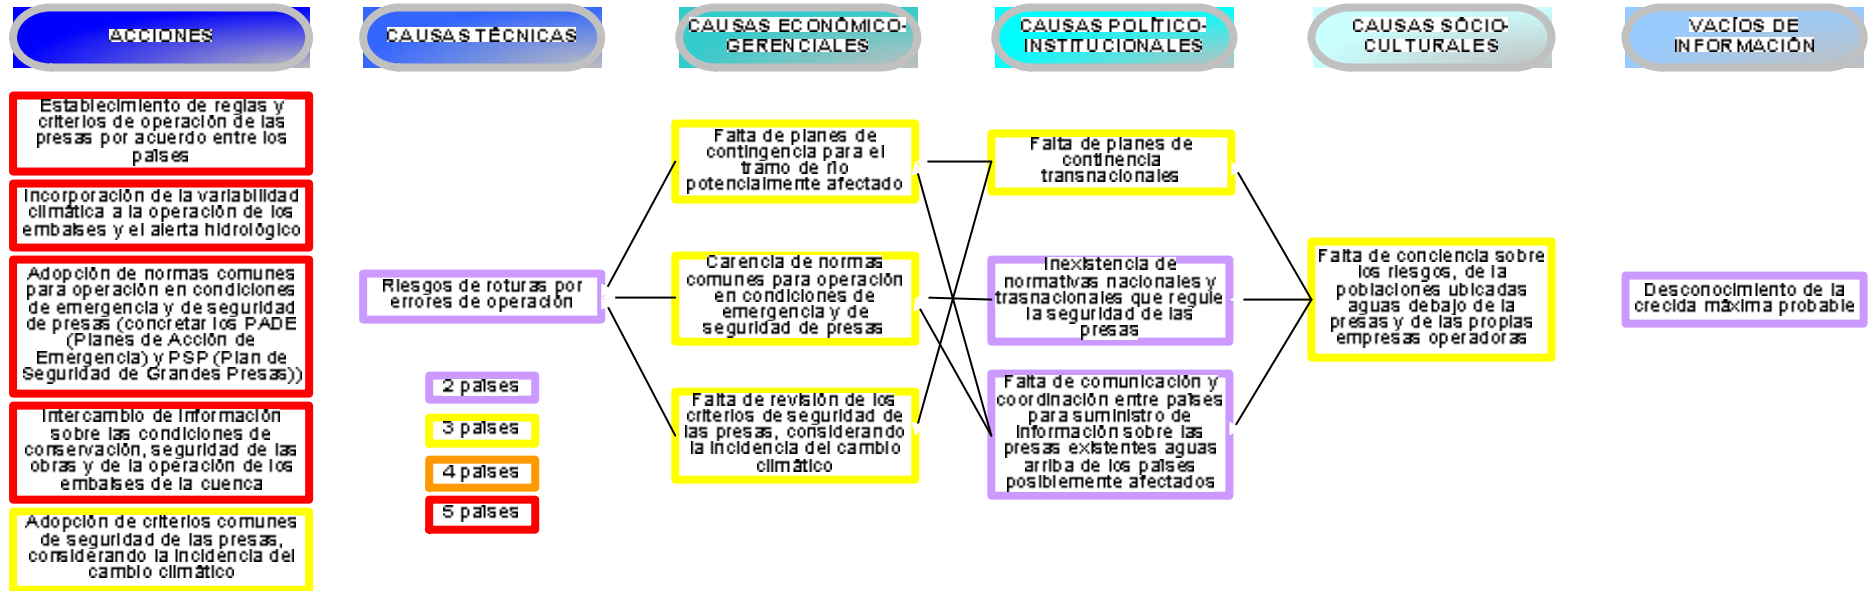 ACCIONES
CAUSAS TÉCNICAS
CAUSAS ECONÓMICO-
GERENCIALES
CAUSAS POLÍTICO-
INSTITUCIONALES
CAUSAS SÓCIO-
CULTURALES
VACÍOS DE
INFORMACIÓN
Establecimiento de reglas y
criterios de operación de las
presas por acuerdo entre los
países
Incorporación de la variabilidad
climática a la operación de los
embalses y el alerta hidrológico
Adopción de normas comunes
para operación en condiciones
de emergencia y de seguridad
de presas (concretar los PADE
(Planes de Acción de
Emergencia) y PSP (Plan de
Seguridad de Grandes Presas))
Intercambio de información
sobre las condiciones de
conservación, seguridad de las
obras y de la operación de los
embalses de la cuenca
Adopción de criterios comunes
de seguridad de las presas,
considerando la incidencia del
cambio climático
Riesgos de roturas por
errores de operación
2 países
3 países
4 países
5 países
Falta de planes de
contingencia para el
tramo de río
potencialmente afectado
Carencia de normas
comunes para operación
en condiciones de
emergencia y de
seguridad de presas
Falta de revisión de los
criterios de seguridad de
las presas, considerando
la incidencia del cambio
climático
Falta de planes de
continencia
transnacionales
Inexistencia de
normativas nacionales y
trasnacionales que regule
la seguridad de las
presas
Falta de comunicación y
coordinación entre países
para suministro de
información sobre las
presas existentes aguas
arriba de los países
posiblemente afectados
Falta de conciencia sobre
los riesgos, de la
poblaciones ubicadas
aguas debajo de la
presas y de las propias
empresas operadoras
Desconocimiento de la
crecida máxima probable